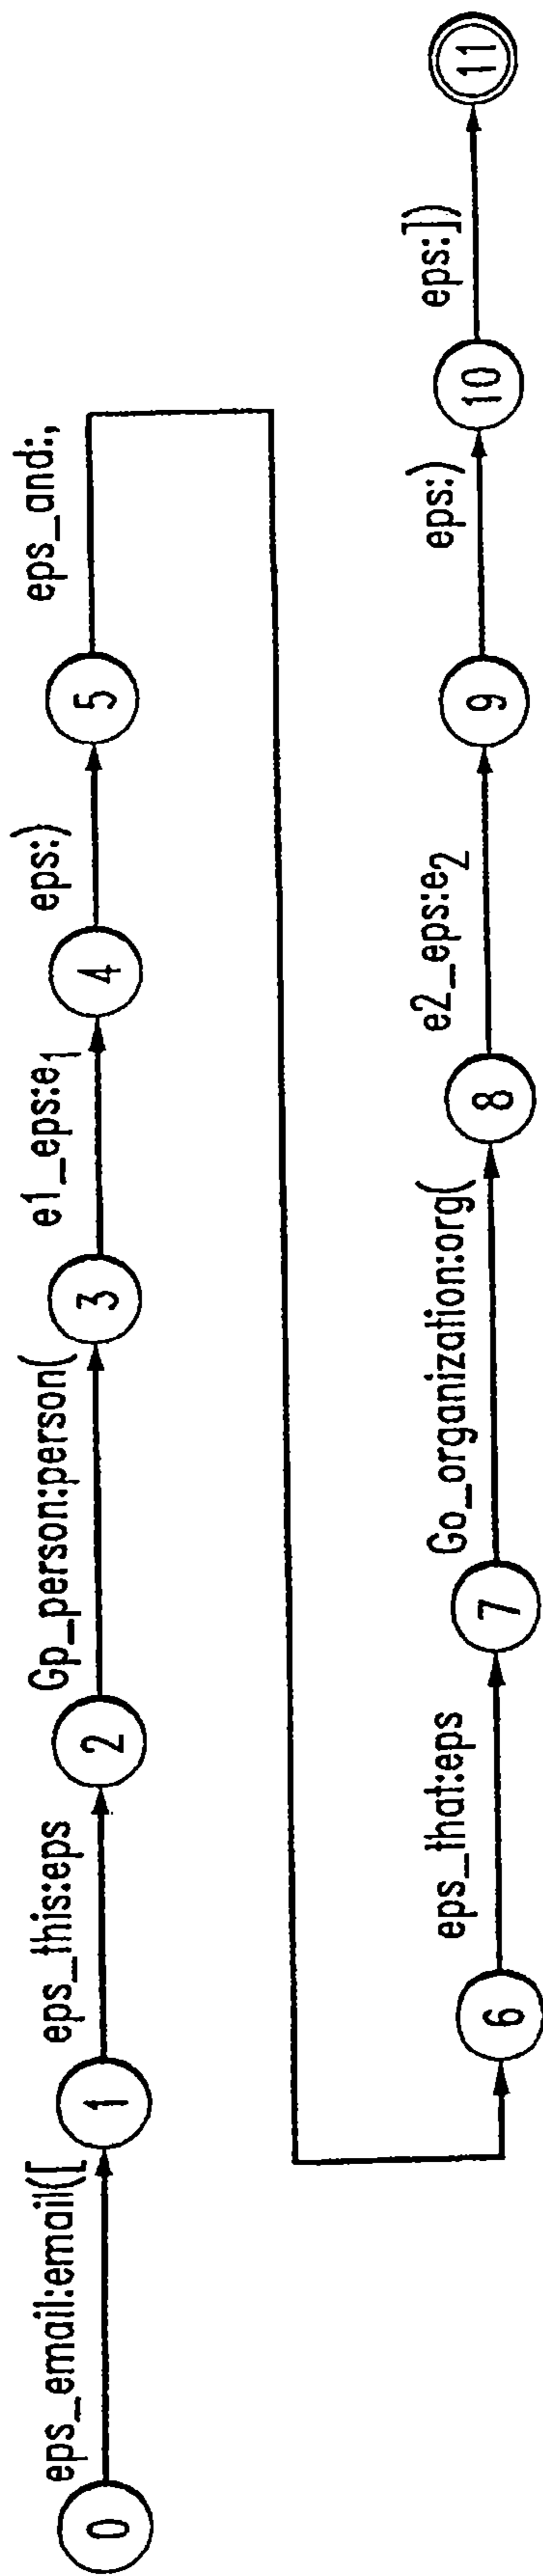 0 eps_email:email([ 1 eps_this:eps 2 Gp_person:person( 3 e1_eps:e1 4 eps:) 5 eps_and:,
6 eps_that:eps 7 Go_organization:org( 8 e2_eps:e2 9 eps:) 10 eps:]) 11